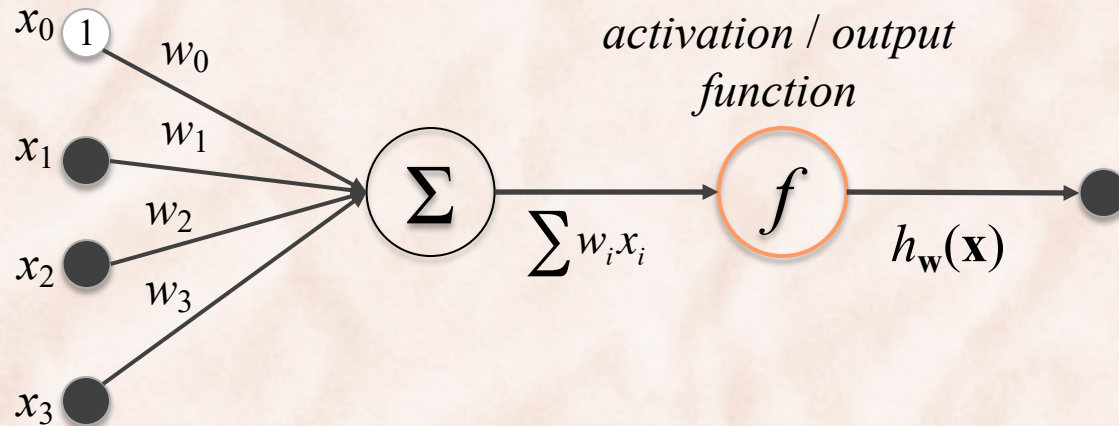 x₀ 1 w₀
activation / output
function
x₁ w₁
Σ
f
∑wᵢxᵢ
h𝐰(𝐱)
x₂ w₂
x₃ w₃